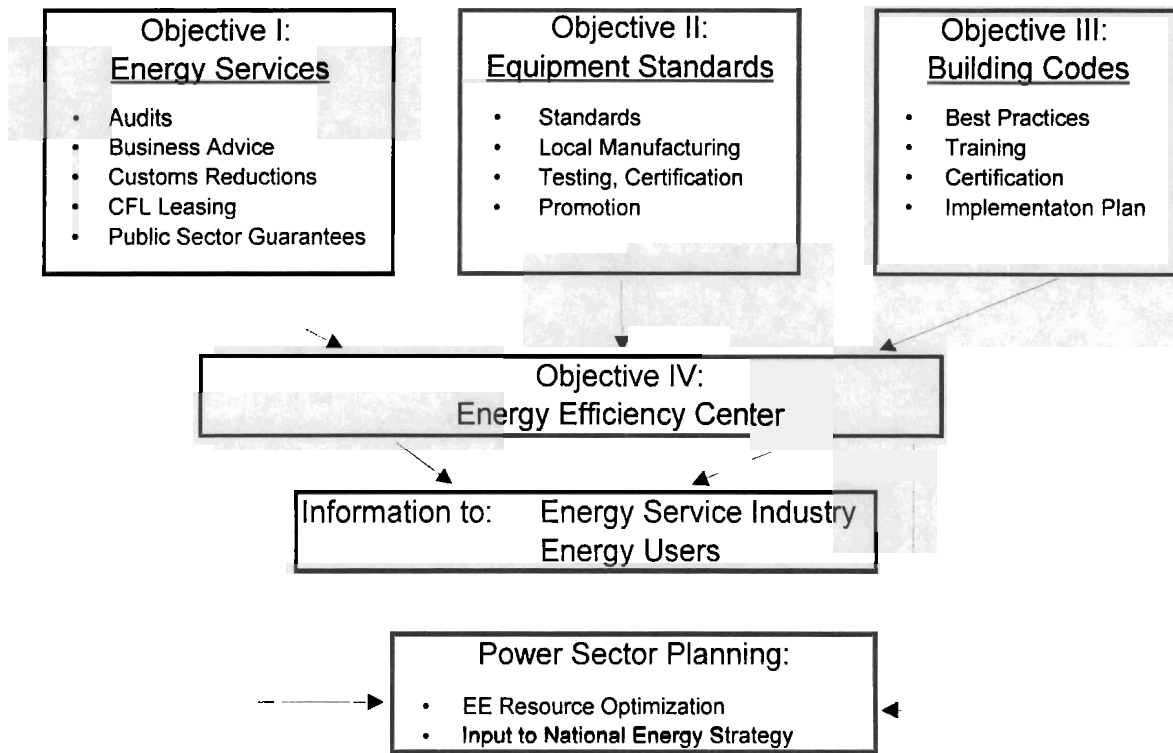 Objective I:
Energy Services
• Audits
• Business Advice
• Customs Reductions
• CFL Leasing
• Public Sector Guarantees
Objective II:
Equipment Standards
• Standards
• Local Manufacturing
• Testing, Certification
• Promotion
Objective III:
Building Codes
• Best Practices
• Training
• Certification
• Implementaton Plan
Objective IV:
Energy Efficiency Center
Information to: Energy Service Industry
Energy Users
Power Sector Planning:
• EE Resource Optimization
• Input to National Energy Strategy